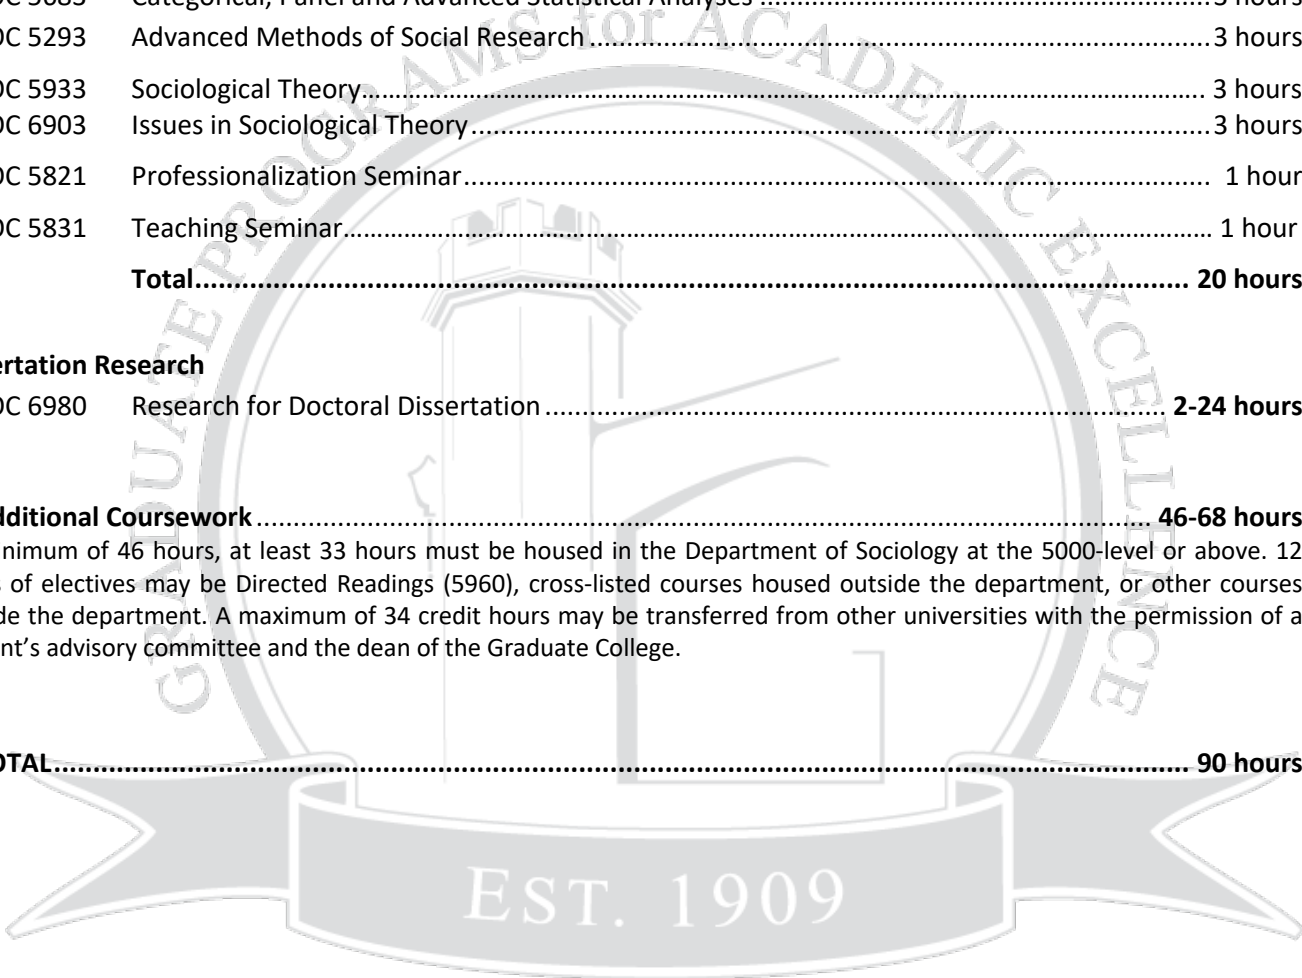 Categorical, Panel and Advanced Statistical Analyses
OC 5293 Advanced Methods of Social Research 3 hours
OC 5933 Sociological Theory 3 hours
OC 6903 Issues in Sociological Theory 3 hours
OC 5821 Professionalization Seminar 1 hour
OC 5831 Teaching Seminar 1 hour
Total 20 hours
ertation Research
OC 6980 Research for Doctoral Dissertation 2-24 hours
dditional Coursework 46-68 hours
nimum of 46 hours, at least 33 hours must be housed in the Department of Sociology at the 5000-level or above. 12
s of electives may be Directed Readings (5960), cross-listed courses housed outside the department, or other courses
de the department. A maximum of 34 credit hours may be transferred from other universities with the permission of a
nt's advisory committee and the dean of the Graduate College.
OTAL 90 hours
GRADUATE PROGRAMS for ACADEMIC EXCELLENCE
EST. 1909